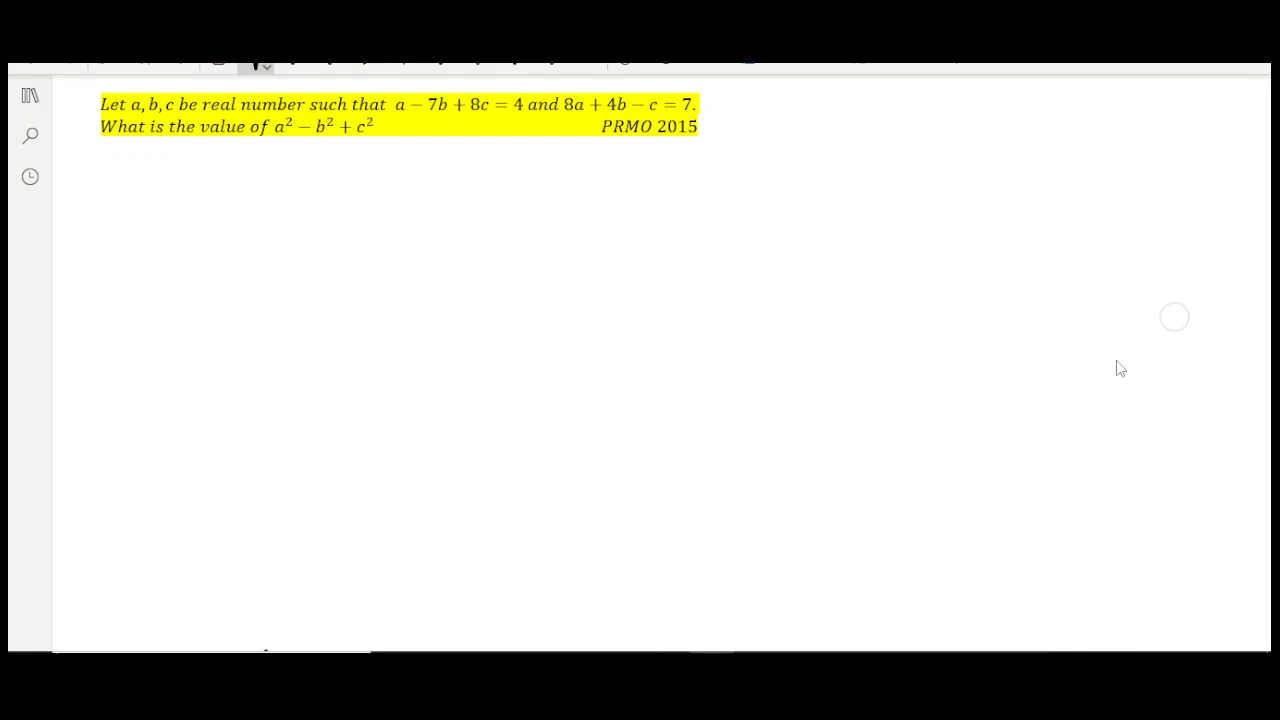 Let a, b, c be real number such that a − 7b + 8c = 4 and 8a + 4b − c = 7.
What is the value of a² − b² + c² PRMO 2015